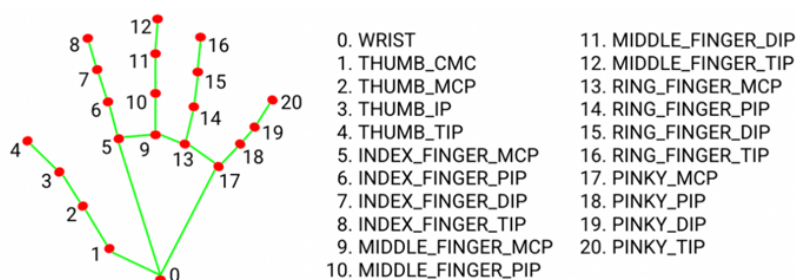 12
8
16
11
7
15
6
10
20
14
4
19
5
9
13
18
3
17
2
1
0
0. WRIST
1. THUMB_CMC
2. THUMB_MCP
3. THUMB_IP
4. THUMB_TIP
5. INDEX_FINGER_MCP
6. INDEX_FINGER_PIP
7. INDEX_FINGER_DIP
8. INDEX_FINGER_TIP
9. MIDDLE_FINGER_MCP
10. MIDDLE_FINGER_PIP
11. MIDDLE_FINGER_DIP
12. MIDDLE_FINGER_TIP
13. RING_FINGER_MCP
14. RING_FINGER_PIP
15. RING_FINGER_DIP
16. RING_FINGER_TIP
17. PINKY_MCP
18. PINKY_PIP
19. PINKY_DIP
20. PINKY_TIP